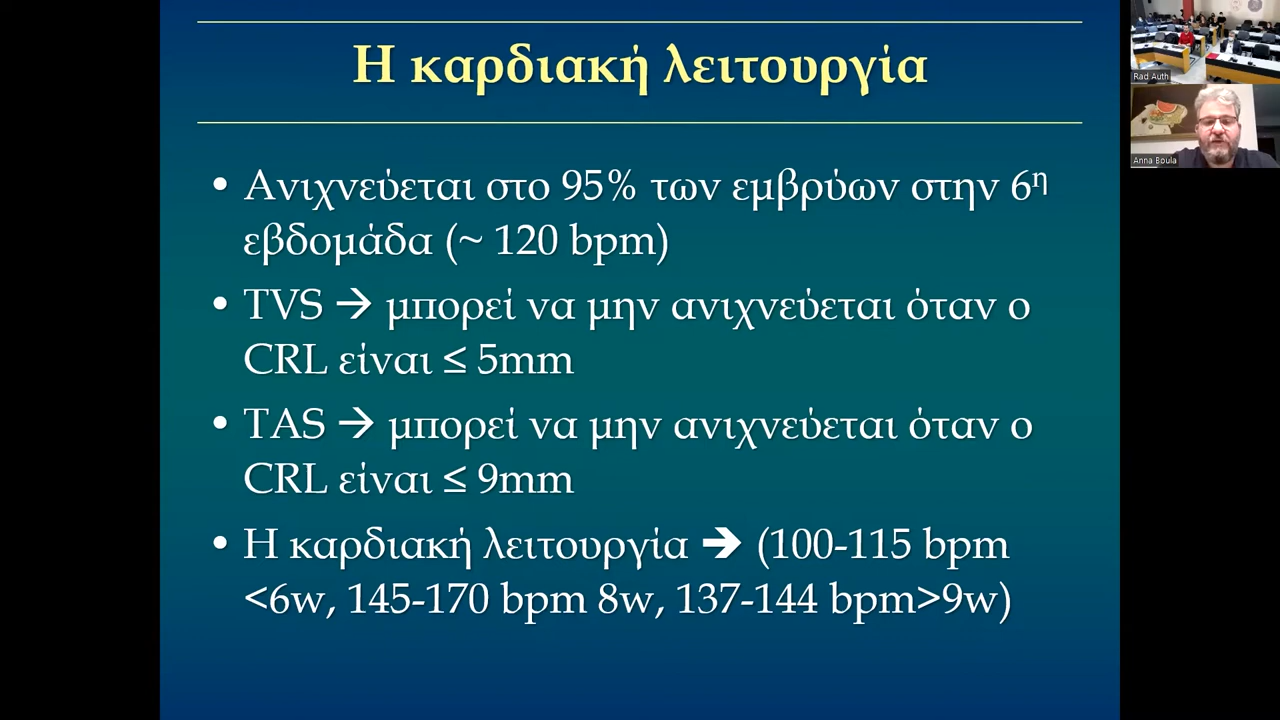 Η καρδιακή λειτουργία
• Ανιχνεύεται στο 95% των εμβρύων στην 6η
εβδομάδα (~ 120 bpm)
• TVS → μπορεί να μην ανιχνεύεται όταν ο
CRL είναι ≤ 5mm
• TAS → μπορεί να μην ανιχνεύεται όταν ο
CRL είναι ≤ 9mm
• Η καρδιακή λειτουργία → (100-115 bpm
<6w, 145-170 bpm 8w, 137-144 bpm>9w)
Rad Auth
Anna Boula